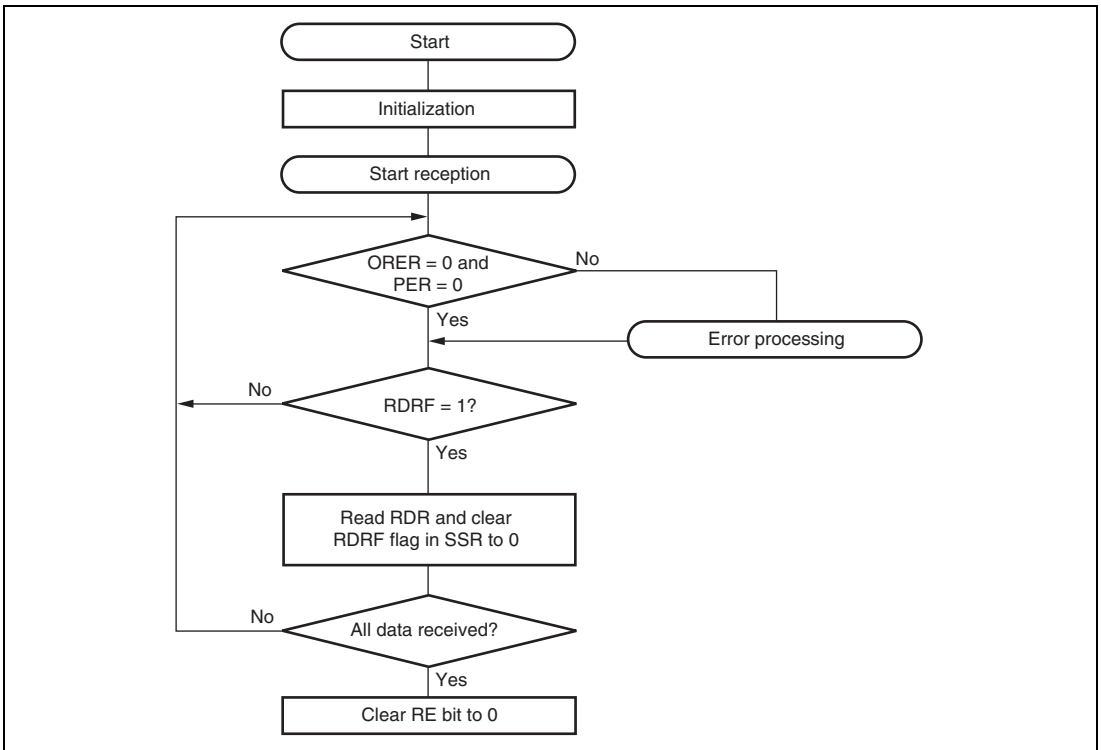 Start
Initialization
Start reception
ORER = 0 and
PER = 0
No
Yes
Error processing
No
RDRF = 1?
Yes
Read RDR and clear
RDRF flag in SSR to 0
No
All data received?
Yes
Clear RE bit to 0